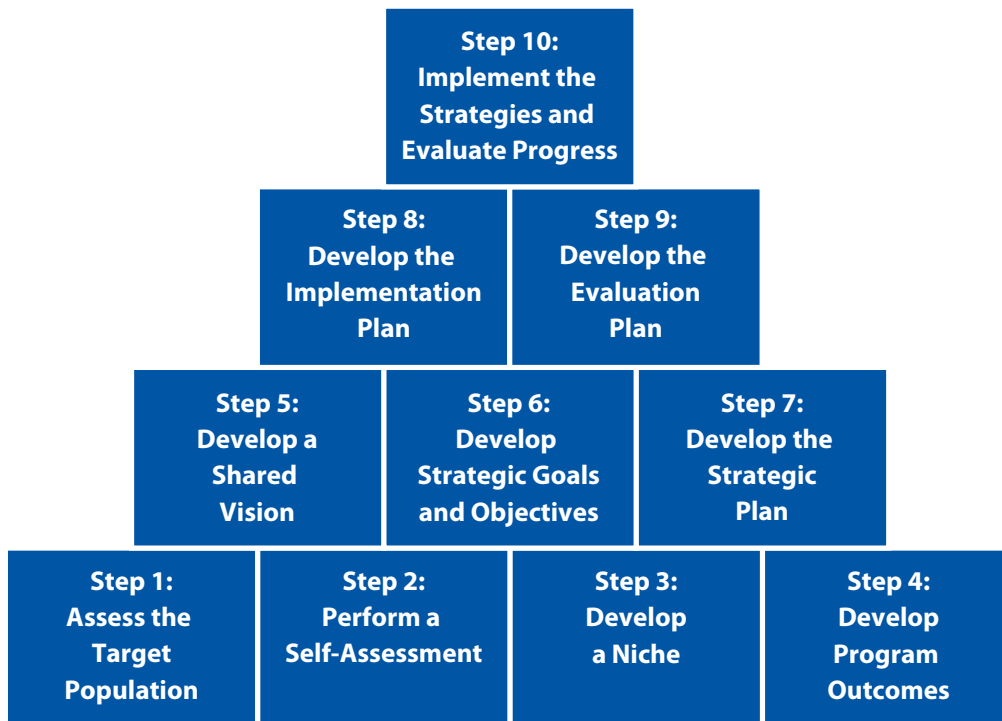 Step 10:
Implement the
Strategies and
Evaluate Progress
Step 8:
Develop the
Implementation
Plan
Step 9:
Develop the
Evaluation
Plan
Step 5:
Develop a
Shared
Vision
Step 6:
Develop
Strategic Goals
and Objectives
Step 7:
Develop the
Strategic
Plan
Step 1:
Assess the
Target
Population
Step 2:
Perform a
Self-Assessment
Step 3:
Develop
a Niche
Step 4:
Develop
Program
Outcomes